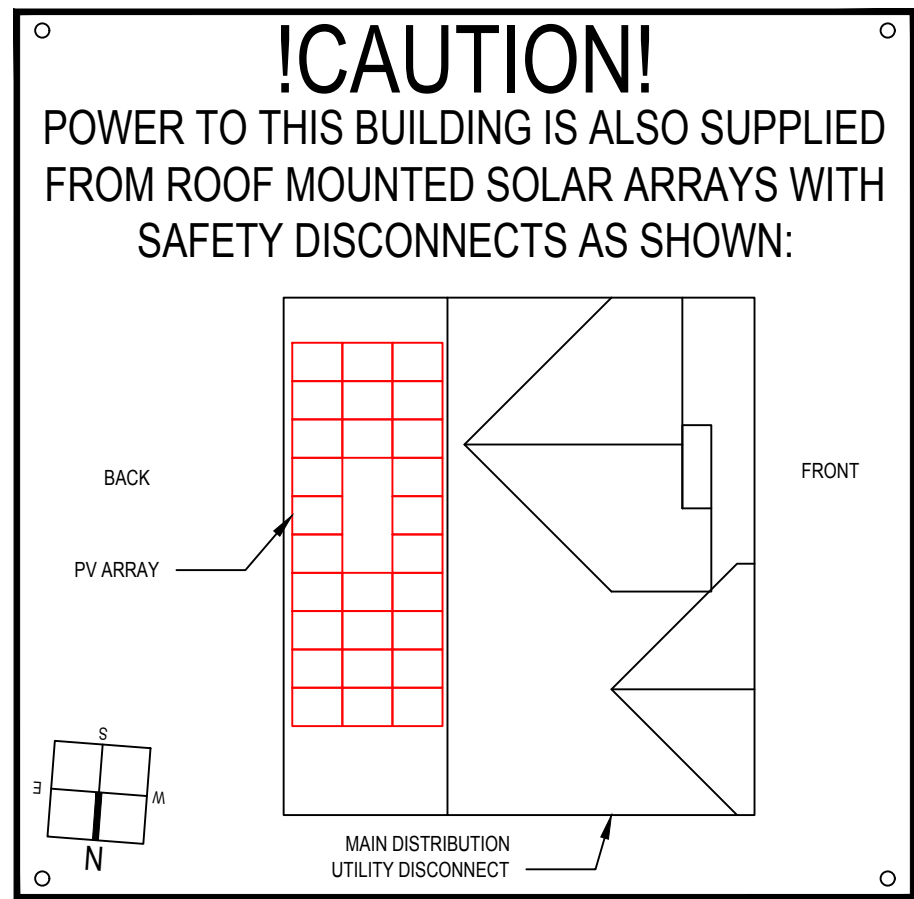 !CAUTION!
POWER TO THIS BUILDING IS ALSO SUPPLIED
FROM ROOF MOUNTED SOLAR ARRAYS WITH
SAFETY DISCONNECTS AS SHOWN:
BACK
FRONT
PV ARRAY
S
E
W
N
MAIN DISTRIBUTION
UTILITY DISCONNECT